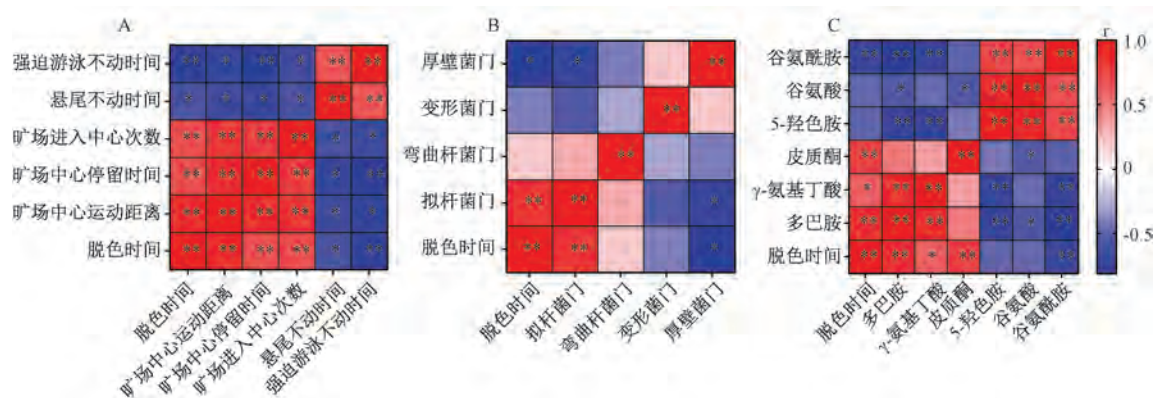 A
强迫游泳不动时间
悬尾不动时间
旷场进入中心次数
旷场中心停留时间
旷场中心运动距离
脱色时间
脱色时间
旷场中心运动距离
旷场中心停留时间
旷场进入中心次数
悬尾不动时间
强迫游泳不动时间
B
厚壁菌门
变形菌门
弯曲杆菌门
拟杆菌门
脱色时间
脱色时间
拟杆菌门
弯曲杆菌门
变形菌门
厚壁菌门
C
谷氨酰胺
谷氨酸
5-羟色胺
皮质酮
γ-氨基丁酸
多巴胺
脱色时间
脱色时间
多巴胺
γ-氨基丁酸
皮质酮
5-羟色胺
谷氨酸
谷氨酰胺
r
1.0
0.5
0
-0.5